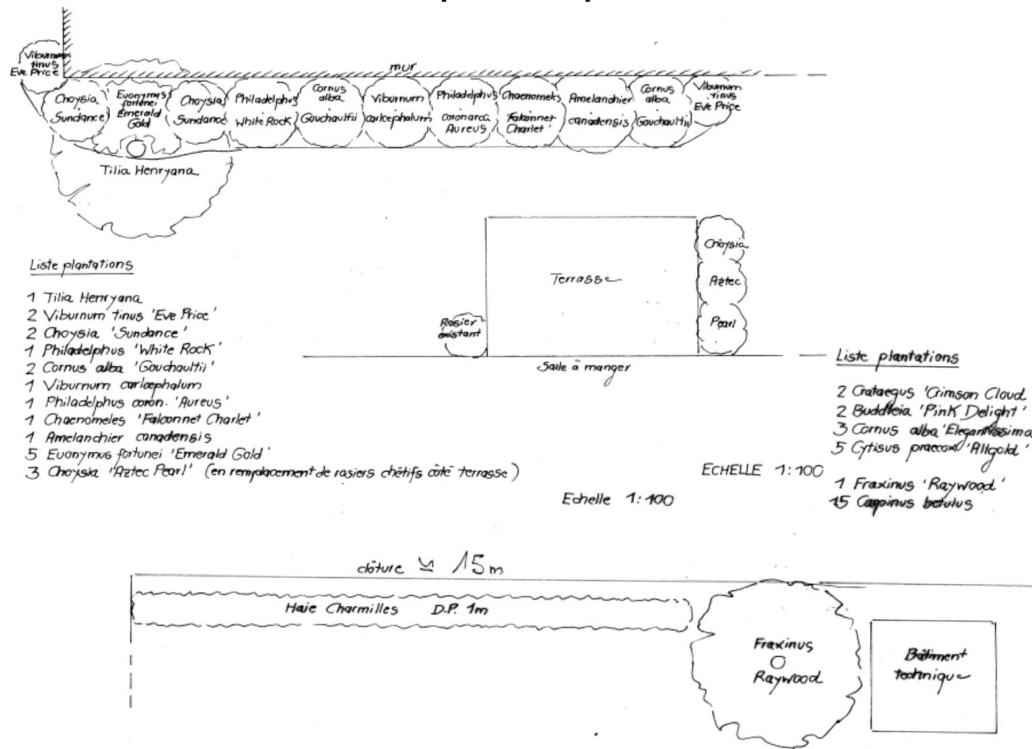 Viburnum
tinus
Eve Price
mur
Choysia
Sundance
Euonymus
fortunei
Emerald
Gold
Choysia
Sundance
Philadelphus
White Rock
Cornus
alba
Gouchaultii
Viburnum
carlcephalum
Philadelphus
coronarca
Aureus
Chaenomeles
Falconnet
Charlet'
Amelanchier
canadensis
Cornus
alba
Gouchaultii
Viburnum
tinus
Eve Price
Tilia Henryana
Terrasse
Choysia
Aztec
Pearl
Rosier
existant
Salle à manger
Liste plantations
1 Tilia Henryana
2 Viburnum tinus 'Eve Price'
2 Choysia 'Sundance'
1 Philadelphus 'White Rock'
2 Cornus alba 'Gouchaultii'
1 Viburnum carlcephalum
1 Philadelphus coron. 'Aureus'
1 Chaenomeles 'Falconnet Charlet'
1 Amelanchier canadensis
5 Euonymus fortunei 'Emerald Gold'
3 Choysia 'Aztec Pearl' (en remplacement de rosiers chétifs côté terrasse)
Echelle 1:100
ECHELLE 1:100
Liste plantations
2 Crataegus 'Crimson Cloud
2 Buddleia 'Pink Delight'
3 Cornus alba 'Elegantissima
5 Cytisus praecox 'Allgold'
1 Fraxinus 'Raywood'
15 Carpinus betulus
clôture ≃ 15m
Haie Charmilles D.P. 1m
Fraxinus
Raywood
Bâtiment
technique